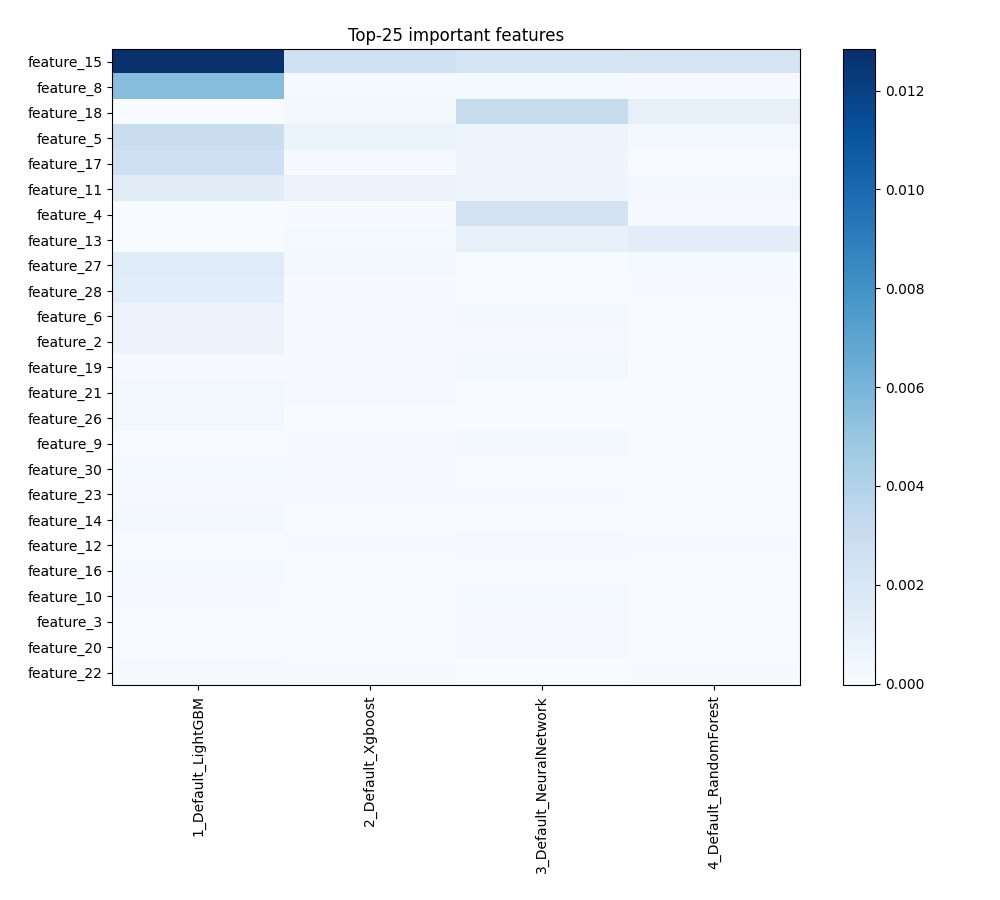 Top-25 important features
feature_15
feature_8
feature_18
feature_5
feature_17
feature_11
feature_4
feature_13
feature_27
feature_28
feature_6
feature_2
feature_19
feature_21
feature_26
feature_9
feature_30
feature_23
feature_14
feature_12
feature_16
feature_10
feature_3
feature_20
feature_22
1_Default_LightGBM
2_Default_Xgboost
3_Default_NeuralNetwork
4_Default_RandomForest
0.012
0.010
0.008
0.006
0.004
0.002
0.000